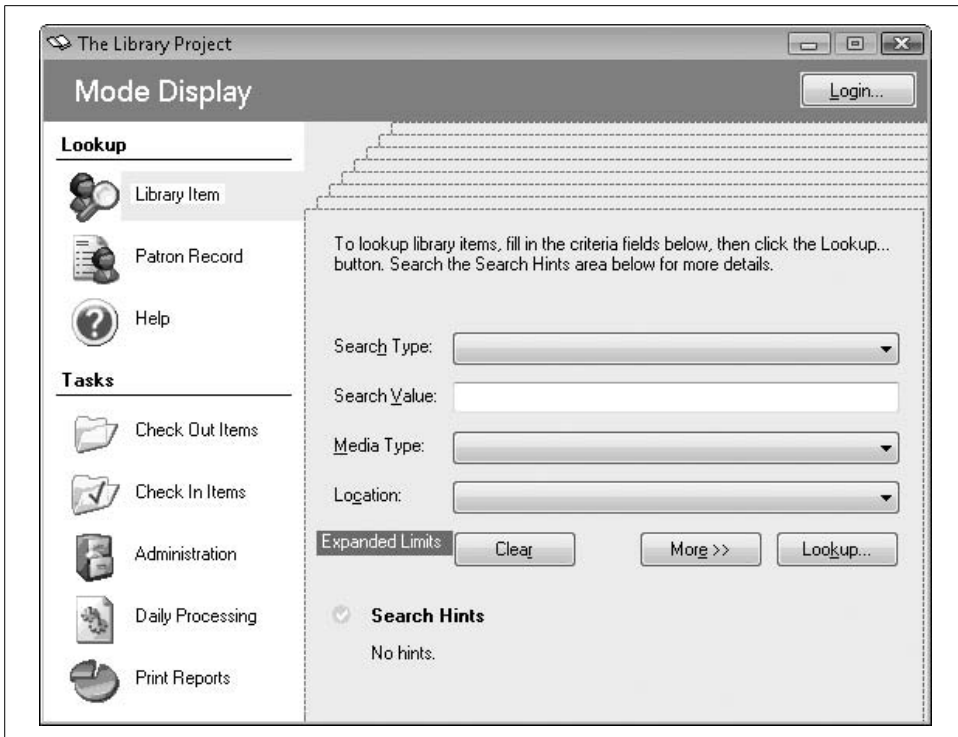 The Library Project
Mode Display
Login...
Lookup
Library Item
Patron Record
Help
Tasks
Check Out Items
Check In Items
Administration
Daily Processing
Print Reports
To lookup library items, fill in the criteria fields below, then click the Lookup...
button. Search the Search Hints area below for more details.
Search Type:
Search Value:
Media Type:
Location:
Expanded Limits
Clear
More >>
Lookup...
Search Hints
No hints.